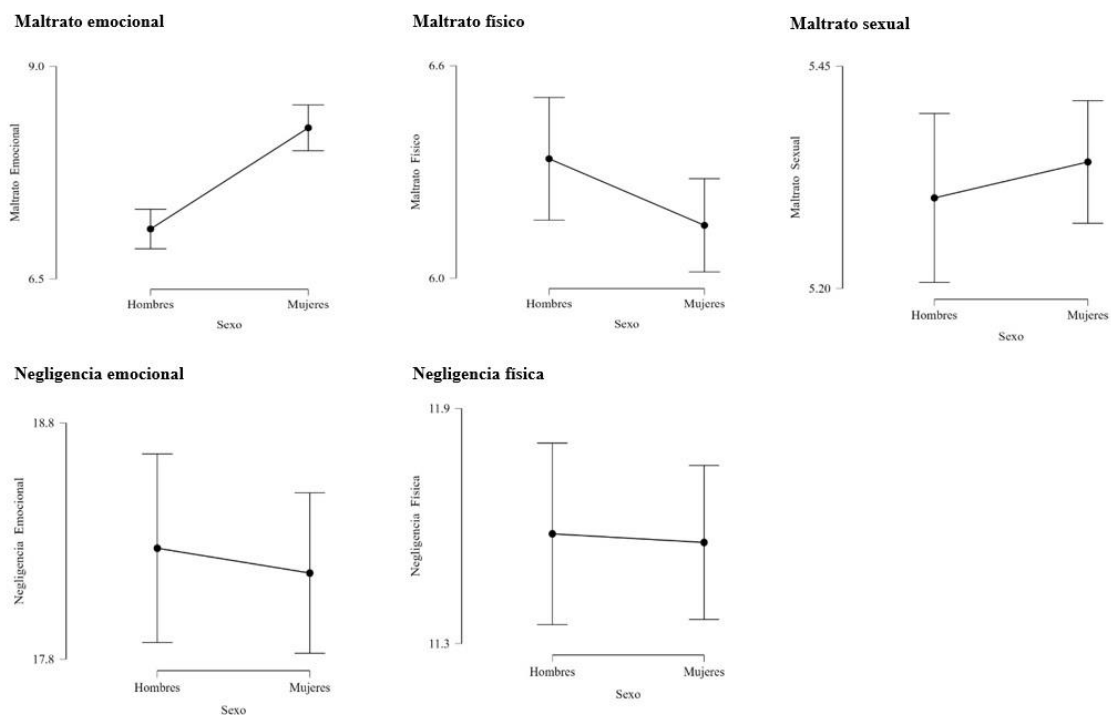 Maltrato emocional
9.0
Maltrato Emocional
6.5
Hombres Mujeres
Sexo
Maltrato físico
6.6
Maltrato Físico
6.0
Hombres Mujeres
Sexo
Maltrato sexual
5.45
Maltrato Sexual
5.20
Hombres Mujeres
Sexo
Negligencia emocional
18.8
Negligencia Emocional
17.8
Hombres Mujeres
Sexo
Negligencia física
11.9
Negligencia Física
11.3
Hombres Mujeres
Sexo